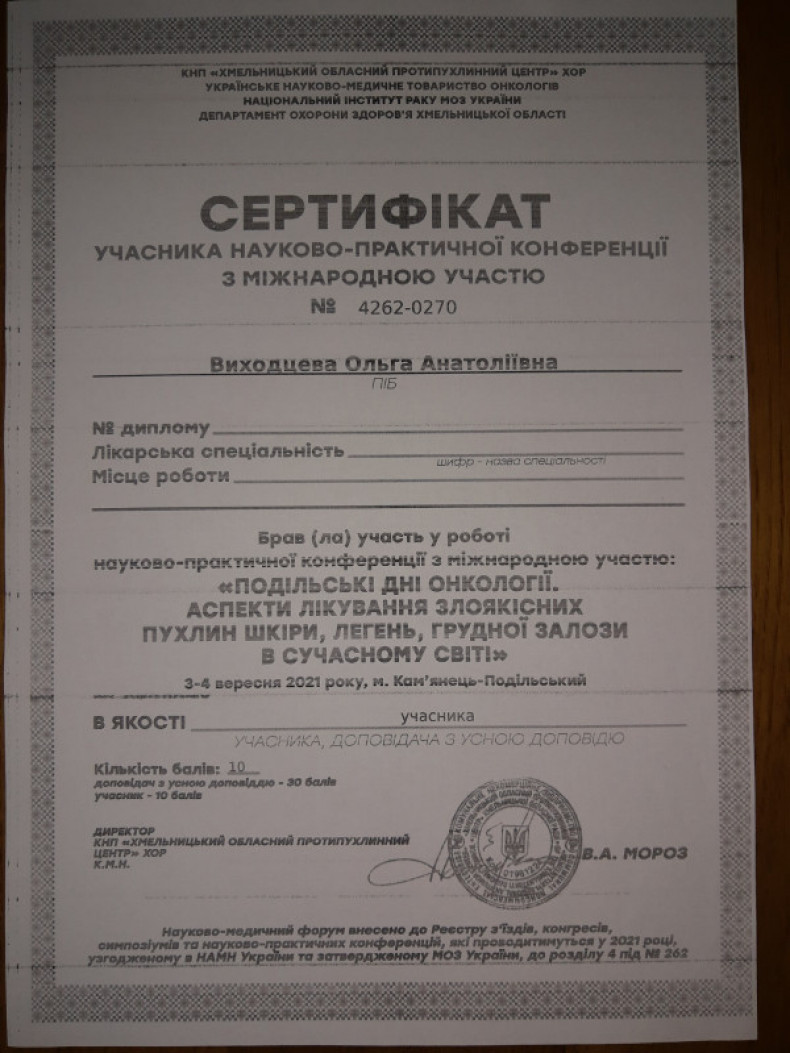 КНП «ХМЕЛЬНИЦЬКИЙ ОБЛАСНИЙ ПРОТИПУХЛИННИЙ ЦЕНТР» ХОР
УКРАЇНСЬКЕ НАУКОВО-МЕДИЧНЕ ТОВАРИСТВО ОНКОЛОГІВ
НАЦІОНАЛЬНИЙ ІНСТИТУТ РАКУ МОЗ УКРАЇНИ
ДЕПАРТАМЕНТ ОХОРОНИ ЗДОРОВ'Я ХМЕЛЬНИЦЬКОЇ ОБЛАСТІ
СЕРТИФІКАТ
УЧАСНИКА НАУКОВО-ПРАКТИЧНОЇ КОНФЕРЕНЦІЇ
З МІЖНАРОДНОЮ УЧАСТЮ
№ 4262-0270
Виходцева Ольга Анатоліївна
ПІБ
№ диплому
Лікарська спеціальність
шифр - назва спеціальності
Місце роботи
Брав (ла) участь у роботі
науково-практичної конференції з міжнародною участю:
«ПОДІЛЬСЬКІ ДНІ ОНКОЛОГІЇ.
АСПЕКТИ ЛІКУВАННЯ ЗЛОЯКІСНИХ
ПУХЛИН ШКІРИ, ЛЕГЕНЬ, ГРУДНОЇ ЗАЛОЗИ
В СУЧАСНОМУ СВІТІ»
3-4 вересня 2021 року, м. Кам'янець-Подільський
В ЯКОСТІ учасника
УЧАСНИКА, ДОПОВІДАЧА З УСНОЮ ДОПОВІДЮ
Кількість балів: 10
доповідач з усною доповіддю - 30 балів
учасник - 10 балів
ДИРЕКТОР
КНП «ХМЕЛЬНИЦЬКИЙ ОБЛАСНИЙ ПРОТИПУХЛИННИЙ
ЦЕНТР» ХОР
К.М.Н.
В.А. МОРОЗ
Науково-медичний форум внесено до Реєстру з'їздів, конгресів,
симпозіумів та науково-практичних конференцій, які проводитимуться у 2021 році,
узгодженому в НАМН України та затвердженому МОЗ України, до розділу 4 під № 262